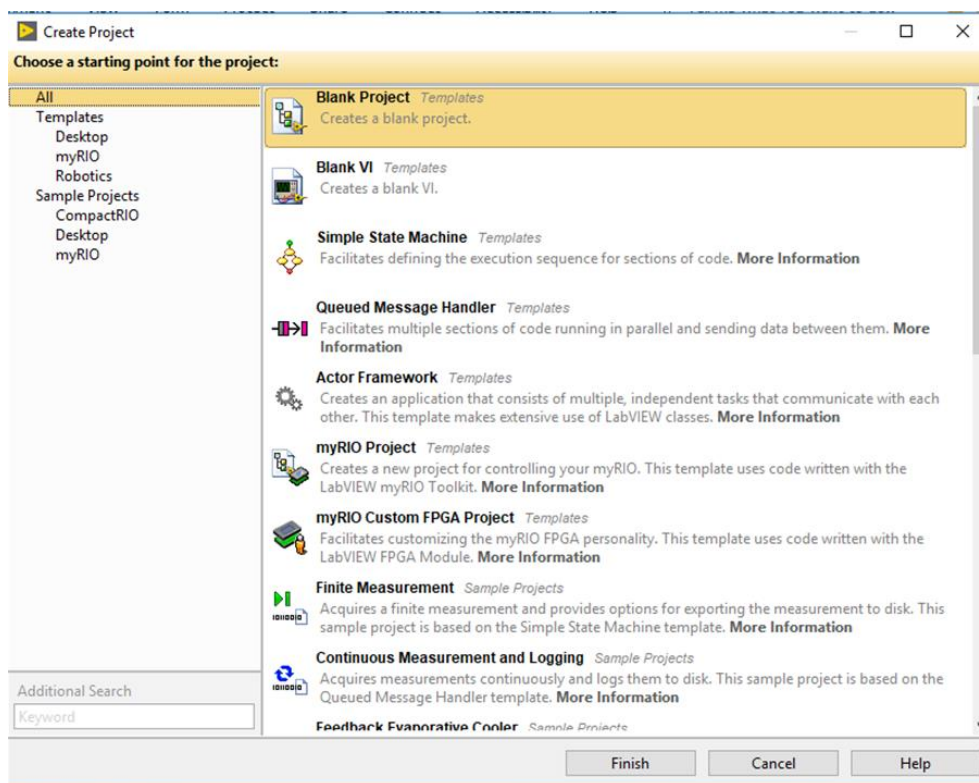 Create Project
Choose a starting point for the project:
All
Templates
Desktop
myRIO
Robotics
Sample Projects
CompactRIO
Desktop
myRIO
Additional Search
Keyword
Blank Project Templates
Creates a blank project.
Blank VI Templates
Creates a blank VI.
Simple State Machine Templates
Facilitates defining the execution sequence for sections of code. More Information
Queued Message Handler Templates
Facilitates multiple sections of code running in parallel and sending data between them. More
Information
Actor Framework Templates
Creates an application that consists of multiple, independent tasks that communicate with each
other. This template makes extensive use of LabVIEW classes. More Information
myRIO Project Templates
Creates a new project for controlling your myRIO. This template uses code written with the
LabVIEW myRIO Toolkit. More Information
myRIO Custom FPGA Project Templates
Facilitates customizing the myRIO FPGA personality. This template uses code written with the
LabVIEW FPGA Module. More Information
Finite Measurement Sample Projects
Acquires a finite measurement and provides options for exporting the measurement to disk. This
sample project is based on the Simple State Machine template. More Information
Continuous Measurement and Logging Sample Projects
Acquires measurements continuously and logs them to disk. This sample project is based on the
Queued Message Handler template. More Information
Feedback Evaporative Cooler Sample Projects
Finish
Cancel
Help